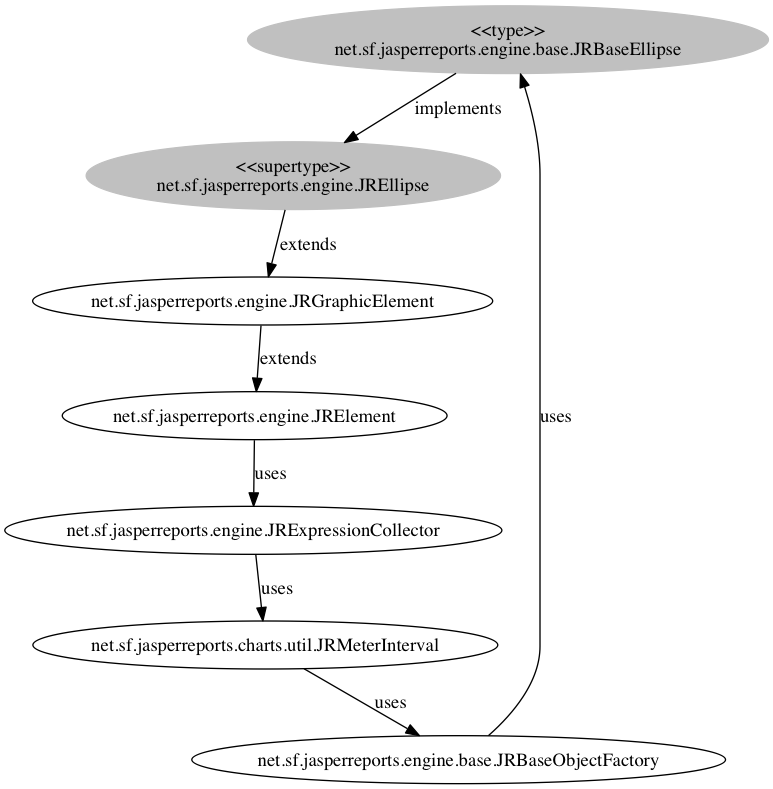 <<type>>
net.sf.jasperreports.engine.base.JRBaseEllipse
implements
<<supertype>>
net.sf.jasperreports.engine.JREllipse
extends
net.sf.jasperreports.engine.JRGraphicElement
extends
net.sf.jasperreports.engine.JRElement
uses
uses
net.sf.jasperreports.engine.JRExpressionCollector
uses
net.sf.jasperreports.charts.util.JRMeterInterval
uses
net.sf.jasperreports.engine.base.JRBaseObjectFactory